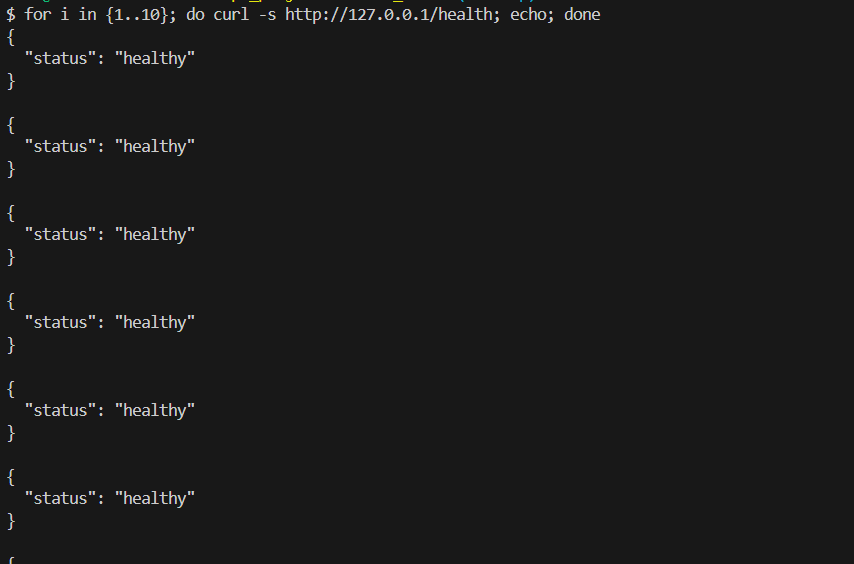 $ for i in {1..10}; do curl -s http://127.0.0.1/health; echo; done
{
  "status": "healthy"
}

{
  "status": "healthy"
}

{
  "status": "healthy"
}

{
  "status": "healthy"
}

{
  "status": "healthy"
}

{
  "status": "healthy"
}

{